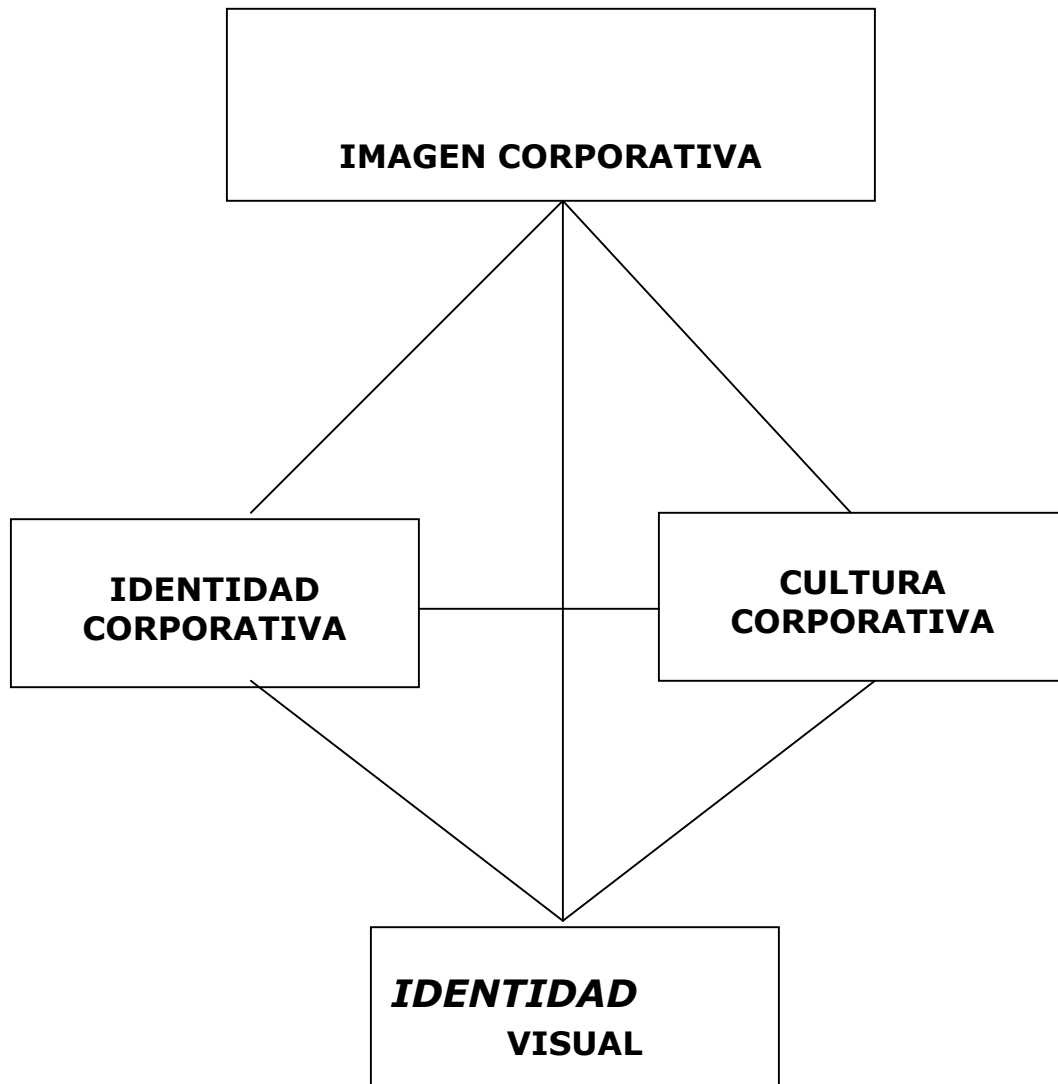 IMAGEN CORPORATIVA
IDENTIDAD
CORPORATIVA
CULTURA
CORPORATIVA
IDENTIDAD
VISUAL